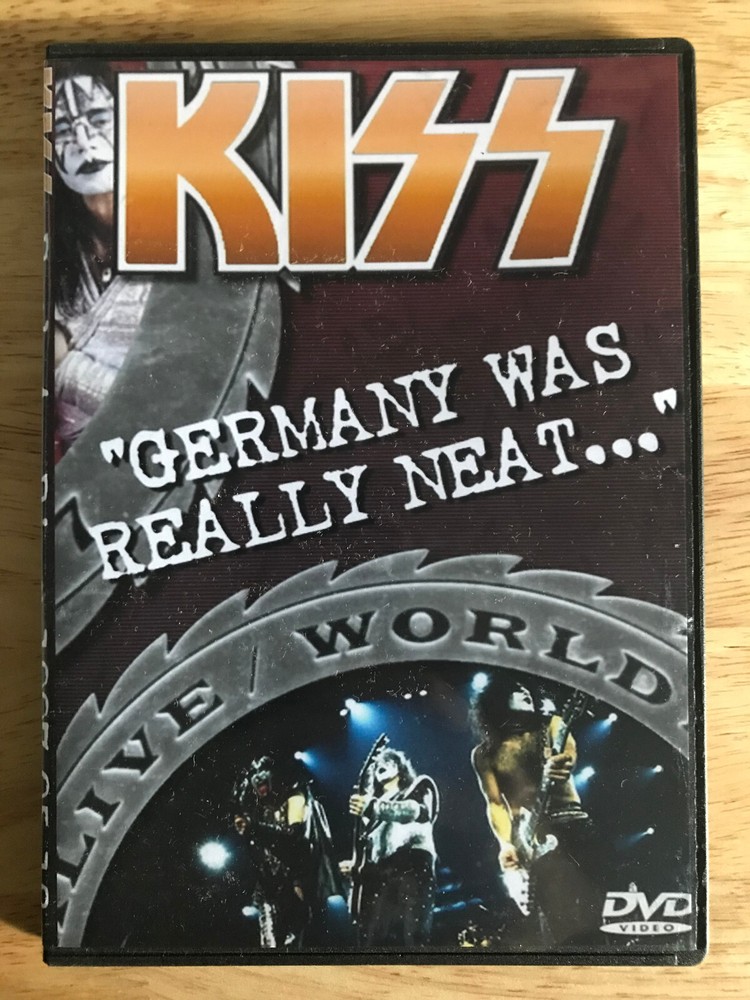 KISS
"GERMANY WAS
REALLY NEAT..."
LIVE / WORLD
DVD
VIDEO